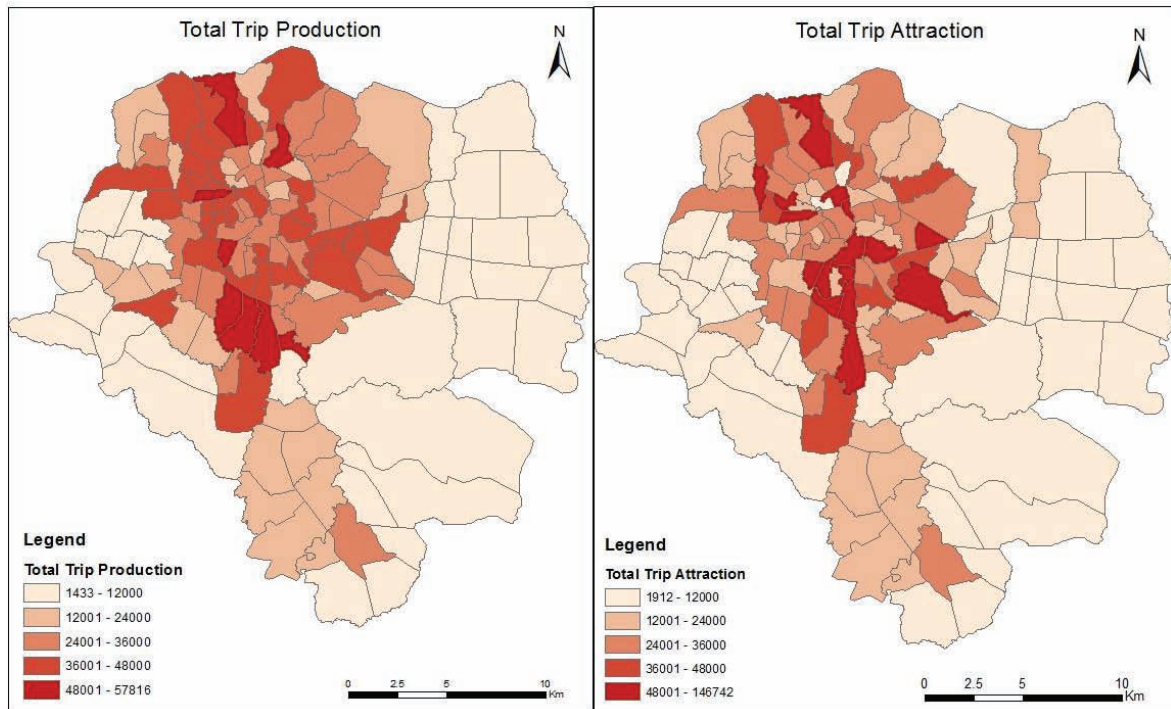 Total Trip Production
N
Legend
Total Trip Production
1433 - 12000
12001 - 24000
24001 - 36000
36001 - 48000
48001 - 57816
0 2.5 5 10
Km
Total Trip Attraction
N
Legend
Total Trip Attraction
1912 - 12000
12001 - 24000
24001 - 36000
36001 - 48000
48001 - 146742
0 2.5 5 10
Km